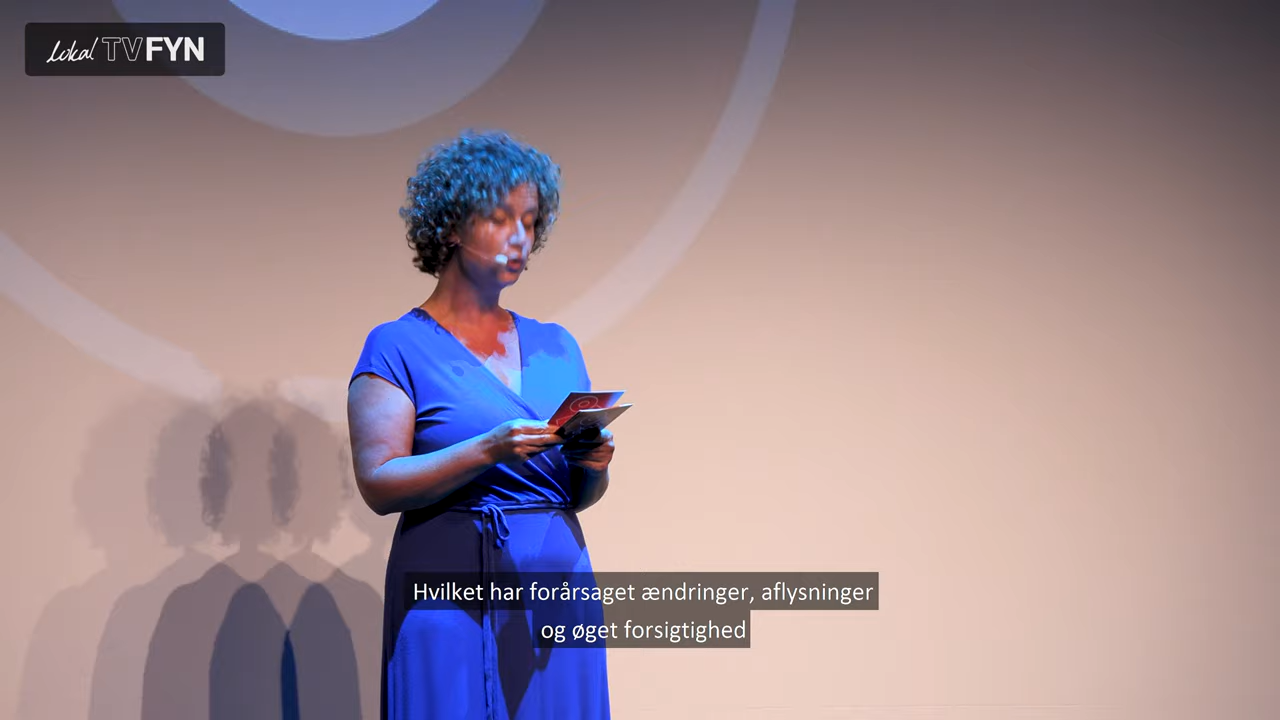 Lokal TV FYN
Hvilket har forårsaget ændringer, aflysninger
og øget forsigtighed